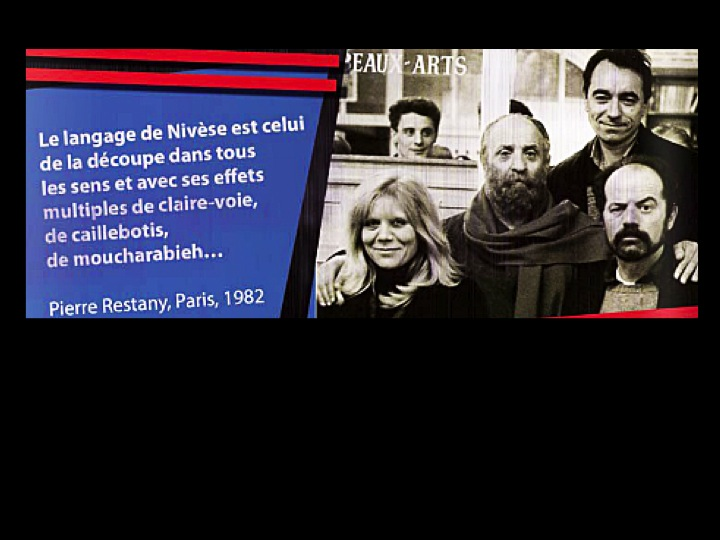 Le langage de Nivèse est celui
de la découpe dans tous
les sens et avec ses effets
multiples de claire-voie,
de caillebotis,
de moucharabieh...
Pierre Restany, Paris, 1982
BEAUX-ARTS